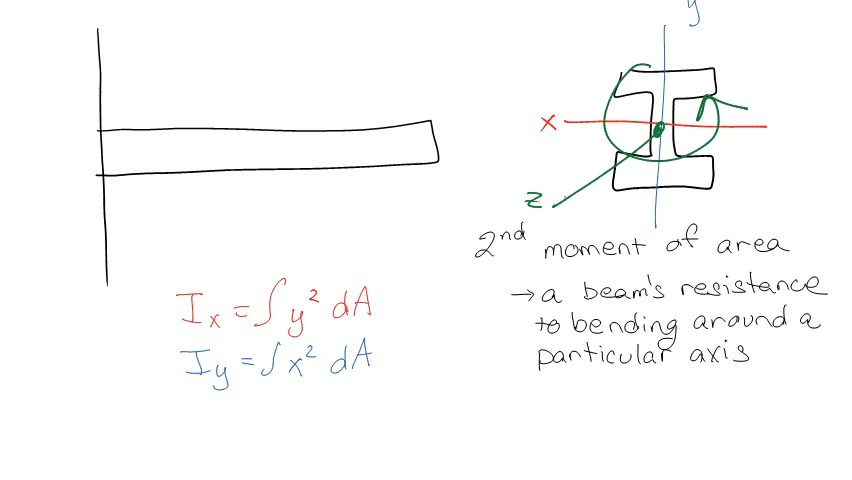 y
x
z
2nd moment of area
→ a beam's resistance
to bending around a
particular axis
Ix = ∫ y² dA
Iy = ∫ x² dA